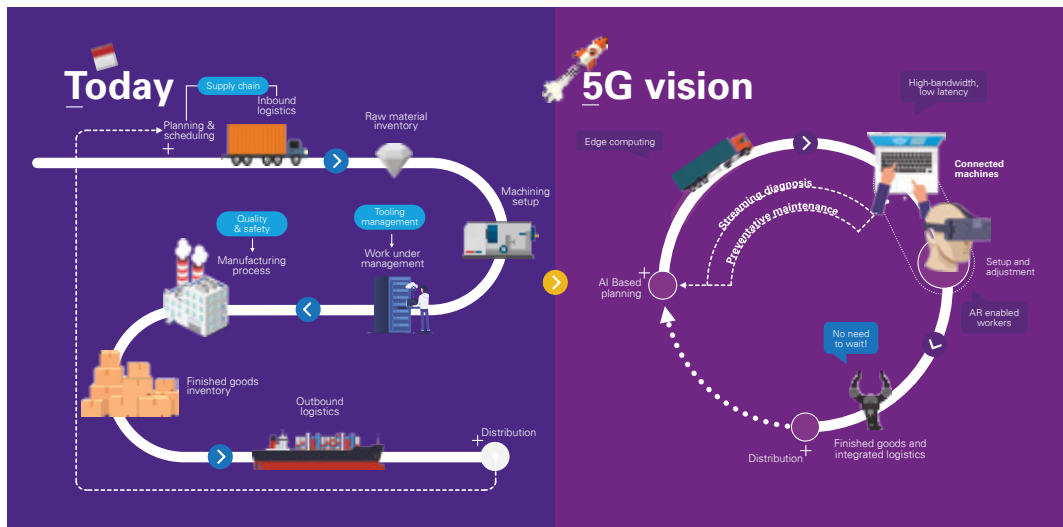 Today
Supply chain
Inbound
logistics
Planning &
scheduling
Raw material
inventory
Machining
setup
Quality
& safety
Tooling
management
Manufacturing
process
Work under
management
Finished goods
inventory
Outbound
logistics
Distribution
5G vision
High-bandwidth,
low latency
Edge computing
Connected
machines
Streaming diagnosis
Preventative maintenance
Setup and
adjustment
AI Based
planning
AR enabled
workers
No need
to wait!
Finished goods and
integrated logistics
Distribution